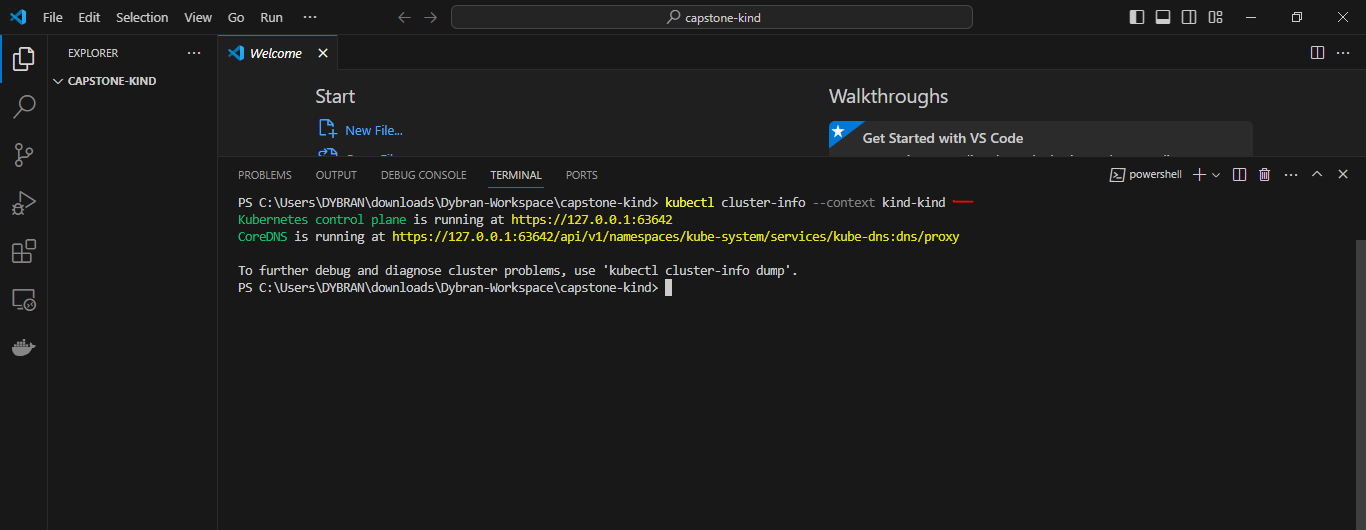 File Edit Selection View Go Run ···
capstone-kind
EXPLORER ···
CAPSTONE-KIND
Welcome
Start
New File...
Walkthroughs
Get Started with VS Code
PROBLEMS OUTPUT DEBUG CONSOLE TERMINAL PORTS
powershell
PS C:\Users\DYBRAN\downloads\Dybran-Workspace\capstone-kind> kubectl cluster-info --context kind-kind
Kubernetes control plane is running at https://127.0.0.1:63642
CoreDNS is running at https://127.0.0.1:63642/api/v1/namespaces/kube-system/services/kube-dns:dns/proxy
To further debug and diagnose cluster problems, use 'kubectl cluster-info dump'.
PS C:\Users\DYBRAN\downloads\Dybran-Workspace\capstone-kind>